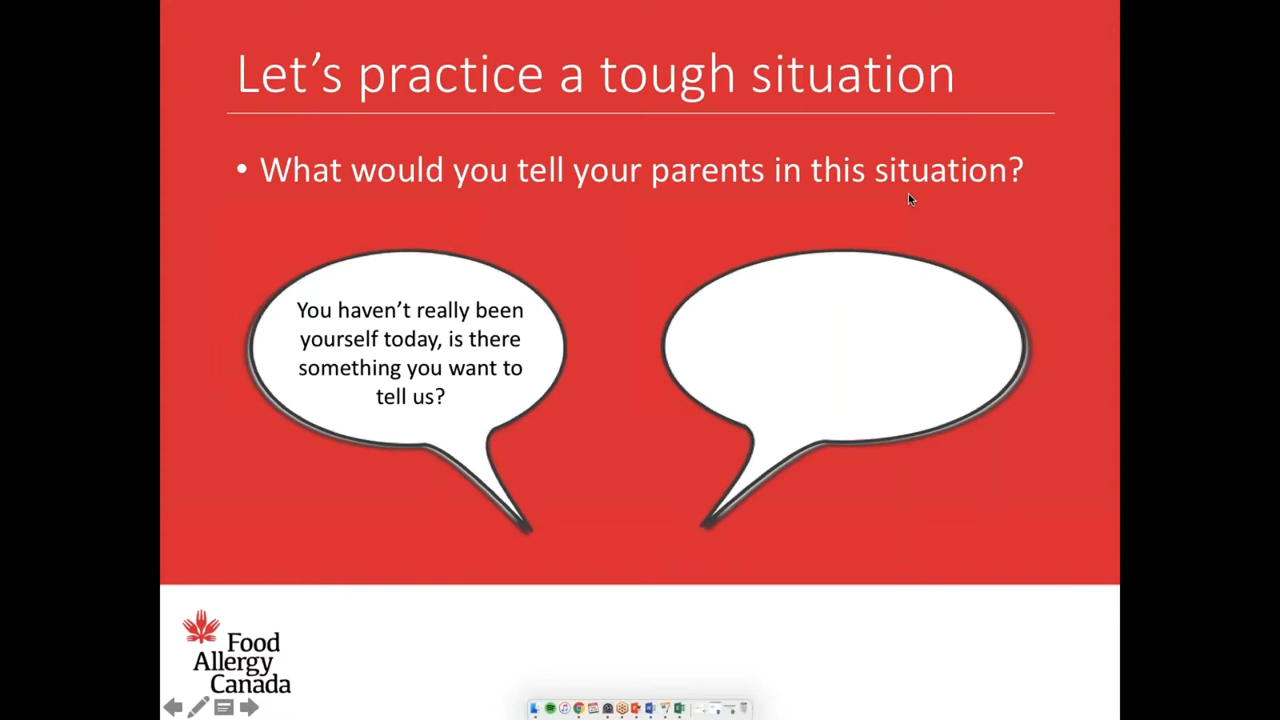 Let’s practice a tough situation
• What would you tell your parents in this situation?
You haven’t really been
yourself today, is there
something you want to
tell us?
Food
Allergy
Canada